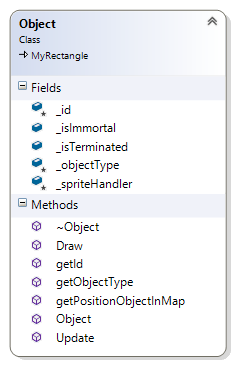 Object
Class
MyRectangle
Fields
_id
_isImmortal
_isTerminated
_objectType
_spriteHandler
Methods
~Object
Draw
getId
getObjectType
getPositionObjectInMap
Object
Update